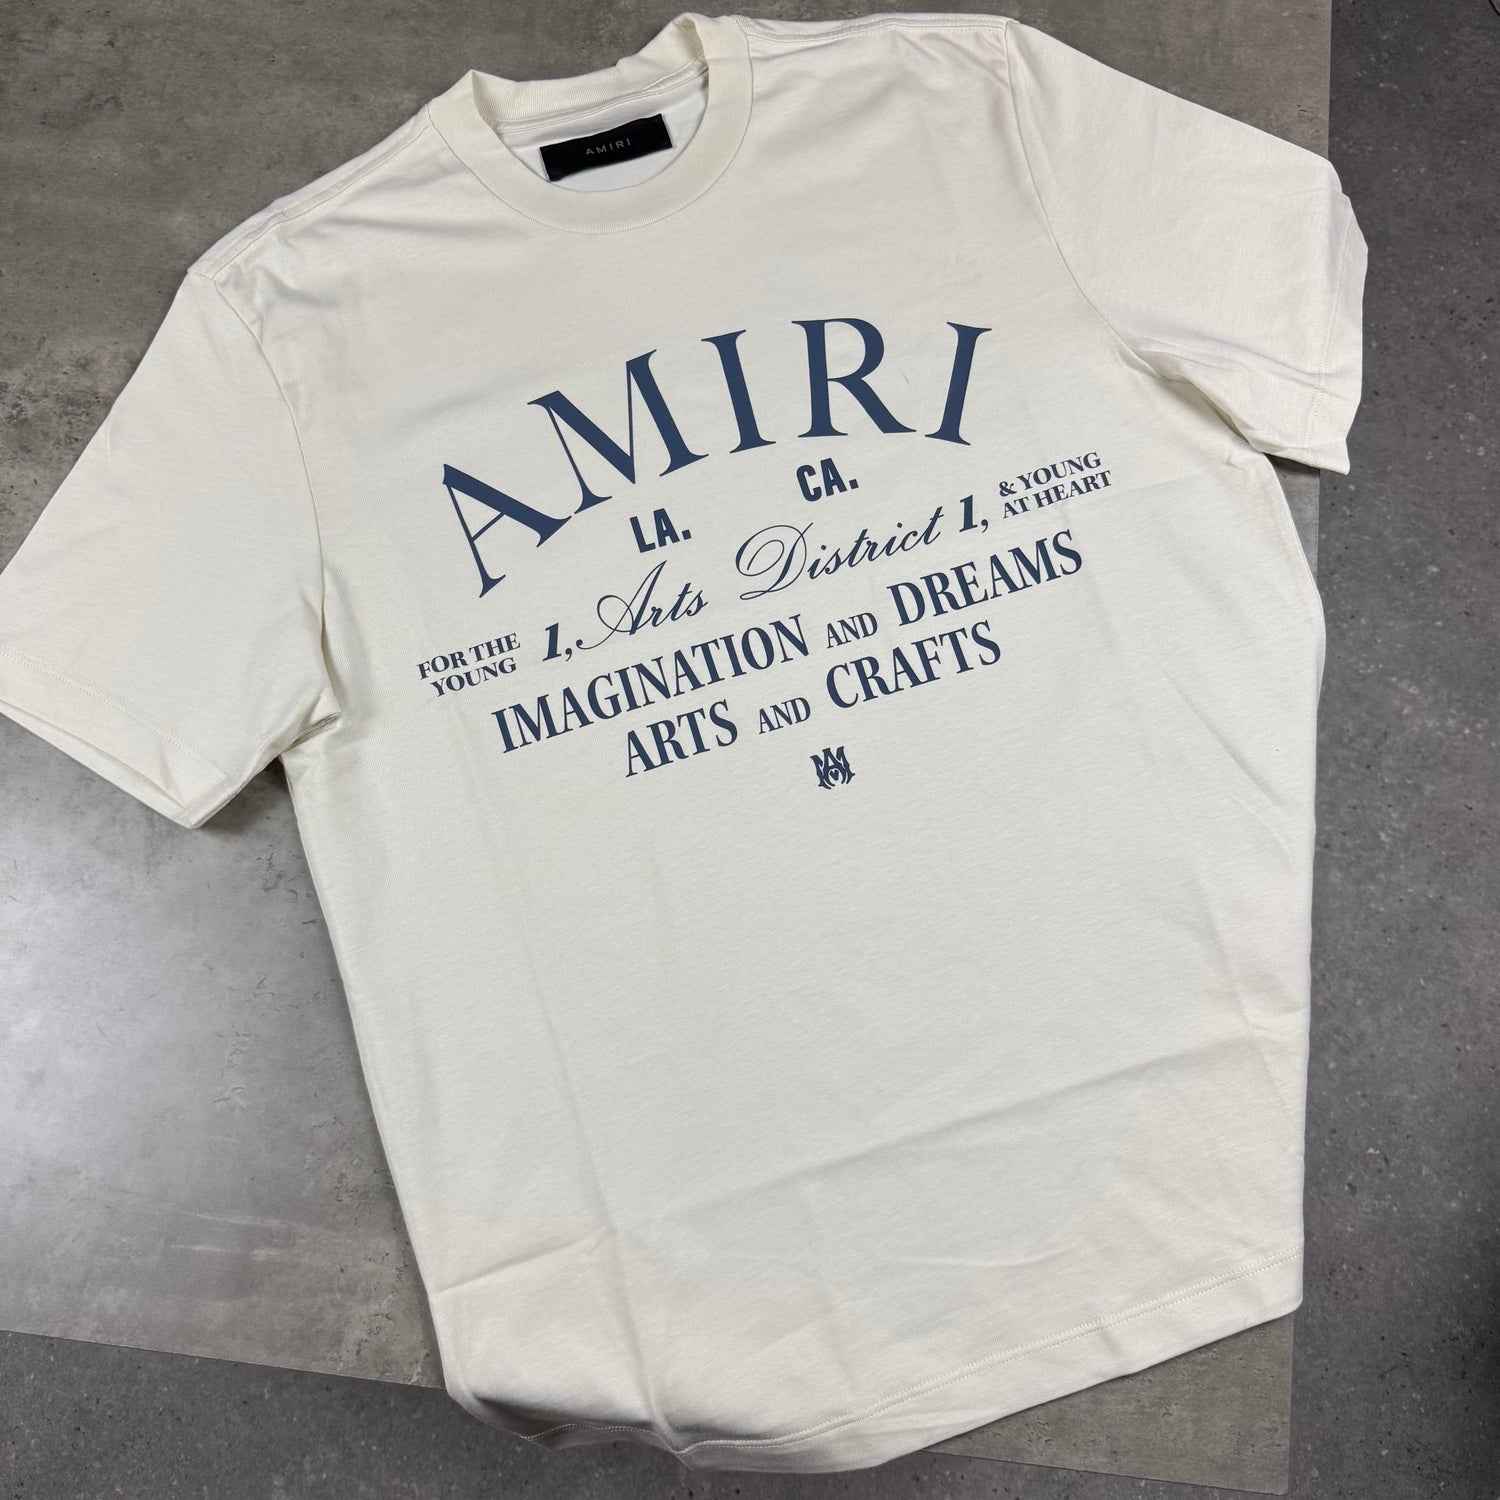 AMIRI
AMIRI
LA. CA.
FOR THE YOUNG 1, Arts District 1, & YOUNG AT HEART
IMAGINATION AND DREAMS
ARTS AND CRAFTS
MA